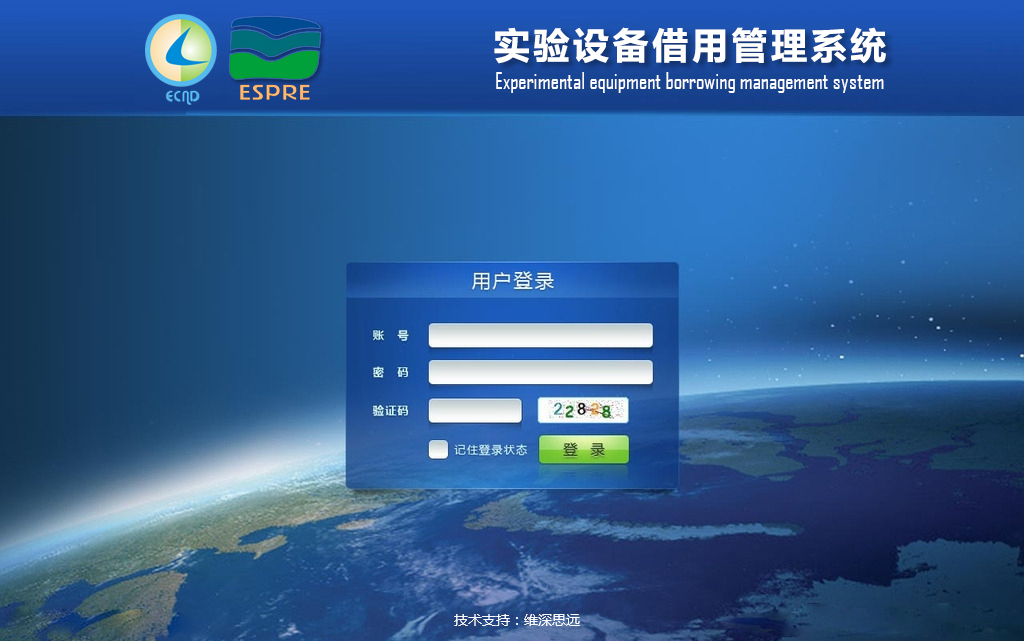 ECND
ESPRE
实验设备借用管理系统
Experimental equipment borrowing management system
用户登录
账 号
密 码
验证码
22828
记住登录状态
登 录
技术支持：维深思远